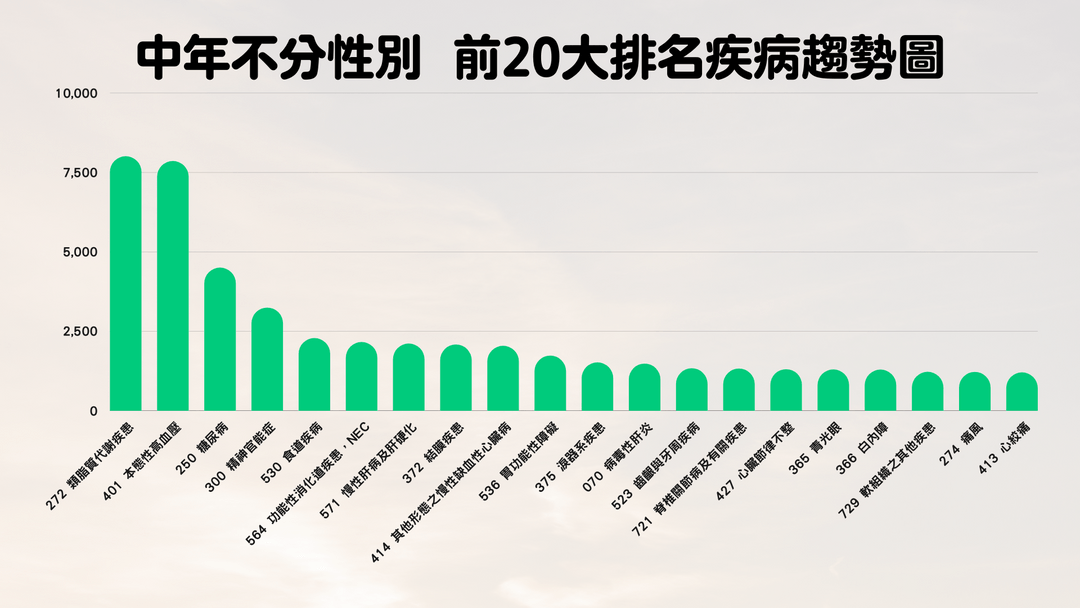 中年不分性別 前20大排名疾病趨勢圖
10,000
7,500
5,000
2,500
0
272 類脂質代謝疾患
401 本態性高血壓
250 糖尿病
300 精神官能症
530 食道疾病
564 功能性消化道疾患，NEC
571 慢性肝病及肝硬化
372 結膜疾患
414 其他形態之慢性缺血性心臟病
536 胃功能性障礙
375 淚器系疾患
070 病毒性肝炎
523 齒齦與牙周疾病
721 脊椎關節病及有關疾患
427 心臟節律不整
365 青光眼
366 白內障
729 軟組織之其他疾患
274 痛風
413 心絞痛